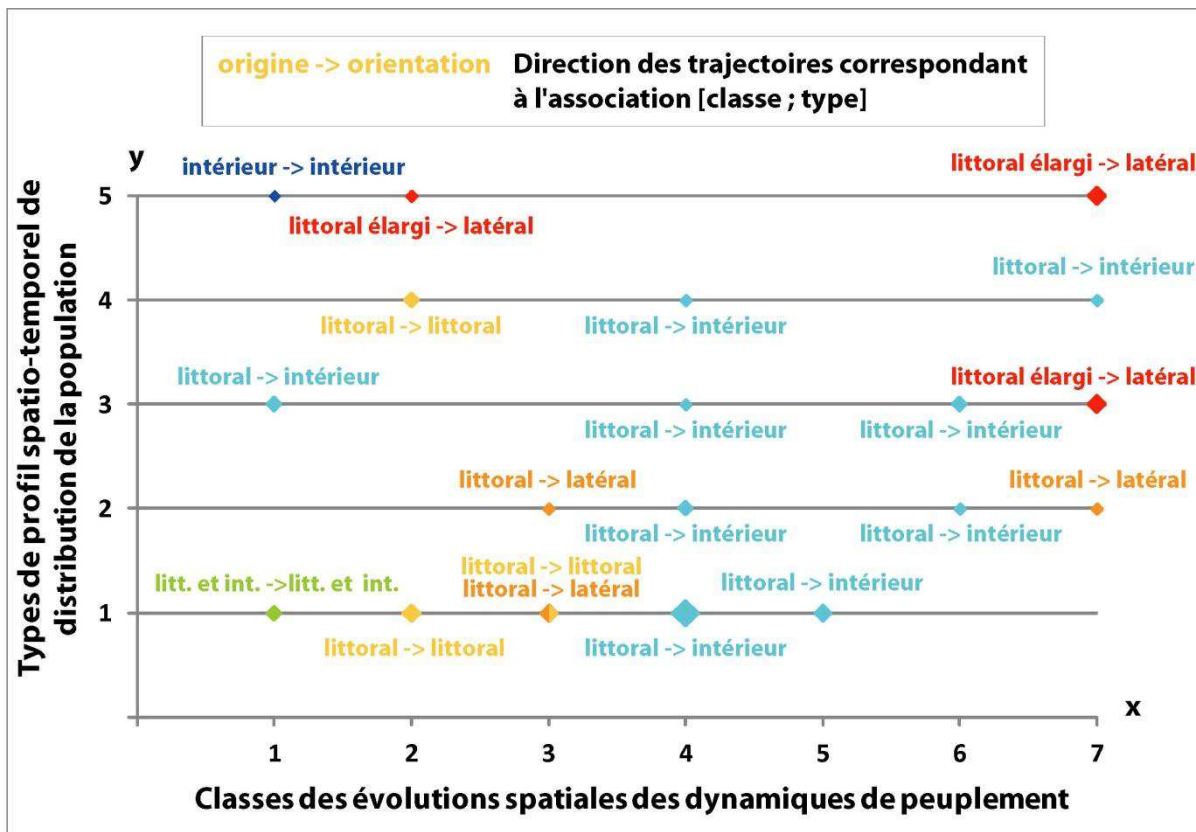 origine -> orientation Direction des trajectoires correspondant
à l'association [classe ; type]
y
Types de profil spatio-temporel de
distribution de la population
intérieur -> intérieur
littoral élargi -> latéral
5
littoral élargi -> latéral
littoral -> intérieur
4
littoral -> littoral
littoral -> intérieur
littoral -> intérieur
littoral élargi -> latéral
3
littoral -> intérieur
littoral -> intérieur
littoral -> latéral
littoral -> latéral
2
littoral -> intérieur
littoral -> intérieur
littoral -> littoral
litt. et int. ->litt. et int.
littoral -> latéral
littoral -> intérieur
1
littoral -> littoral
littoral -> intérieur
x
1 2 3 4 5 6 7
Classes des évolutions spatiales des dynamiques de peuplement